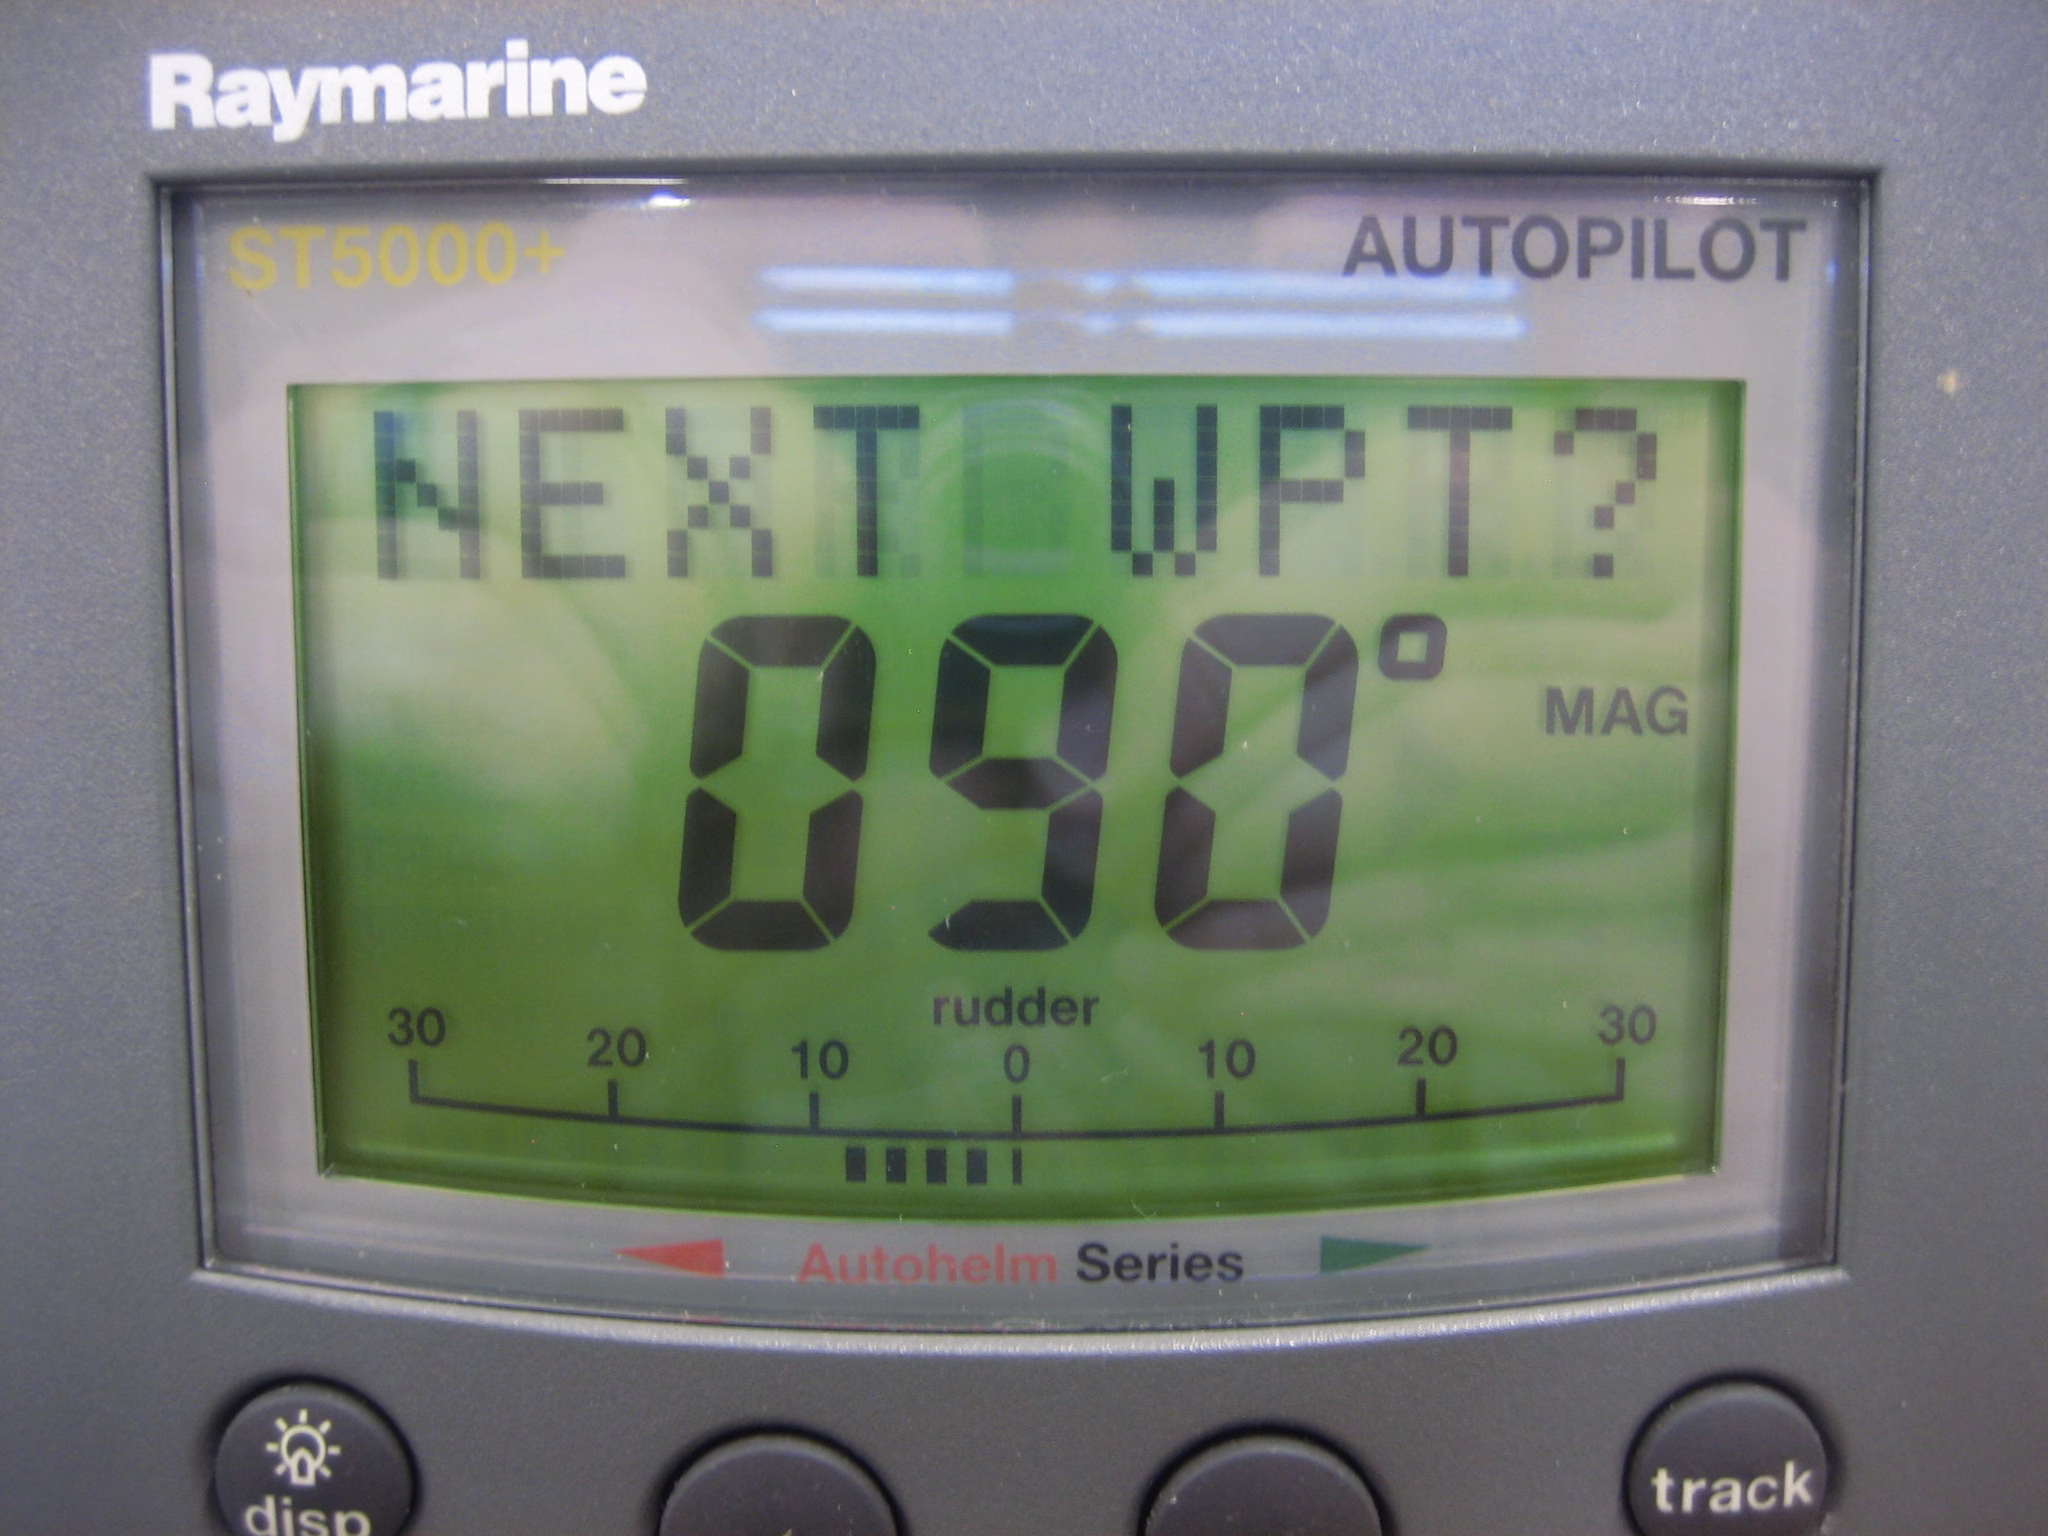 Raymarine
ST5000+ AUTOPILOT
NEXT WPT?
090° MAG
rudder
30 20 10 0 10 20 30
Autohelm Series
disp track